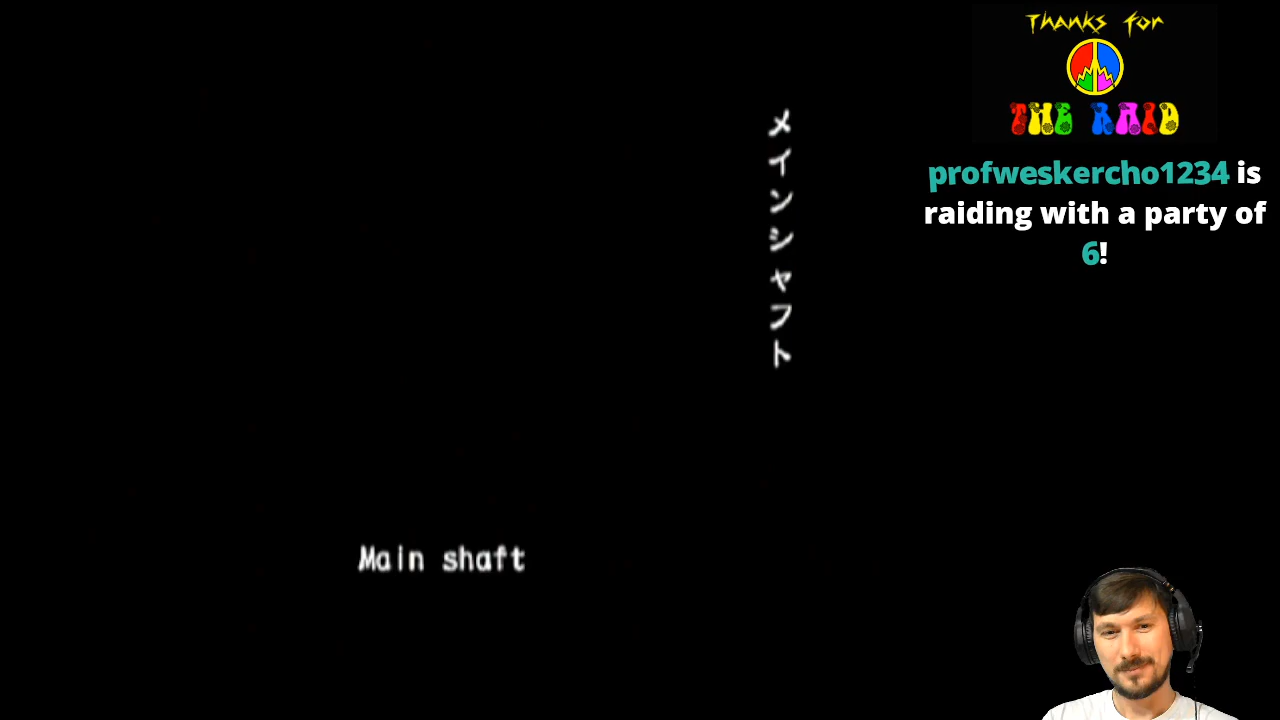 Thanks for
THE RAID
profweskercho1234 is
raiding with a party of
6!
メインシャフト
Main shaft